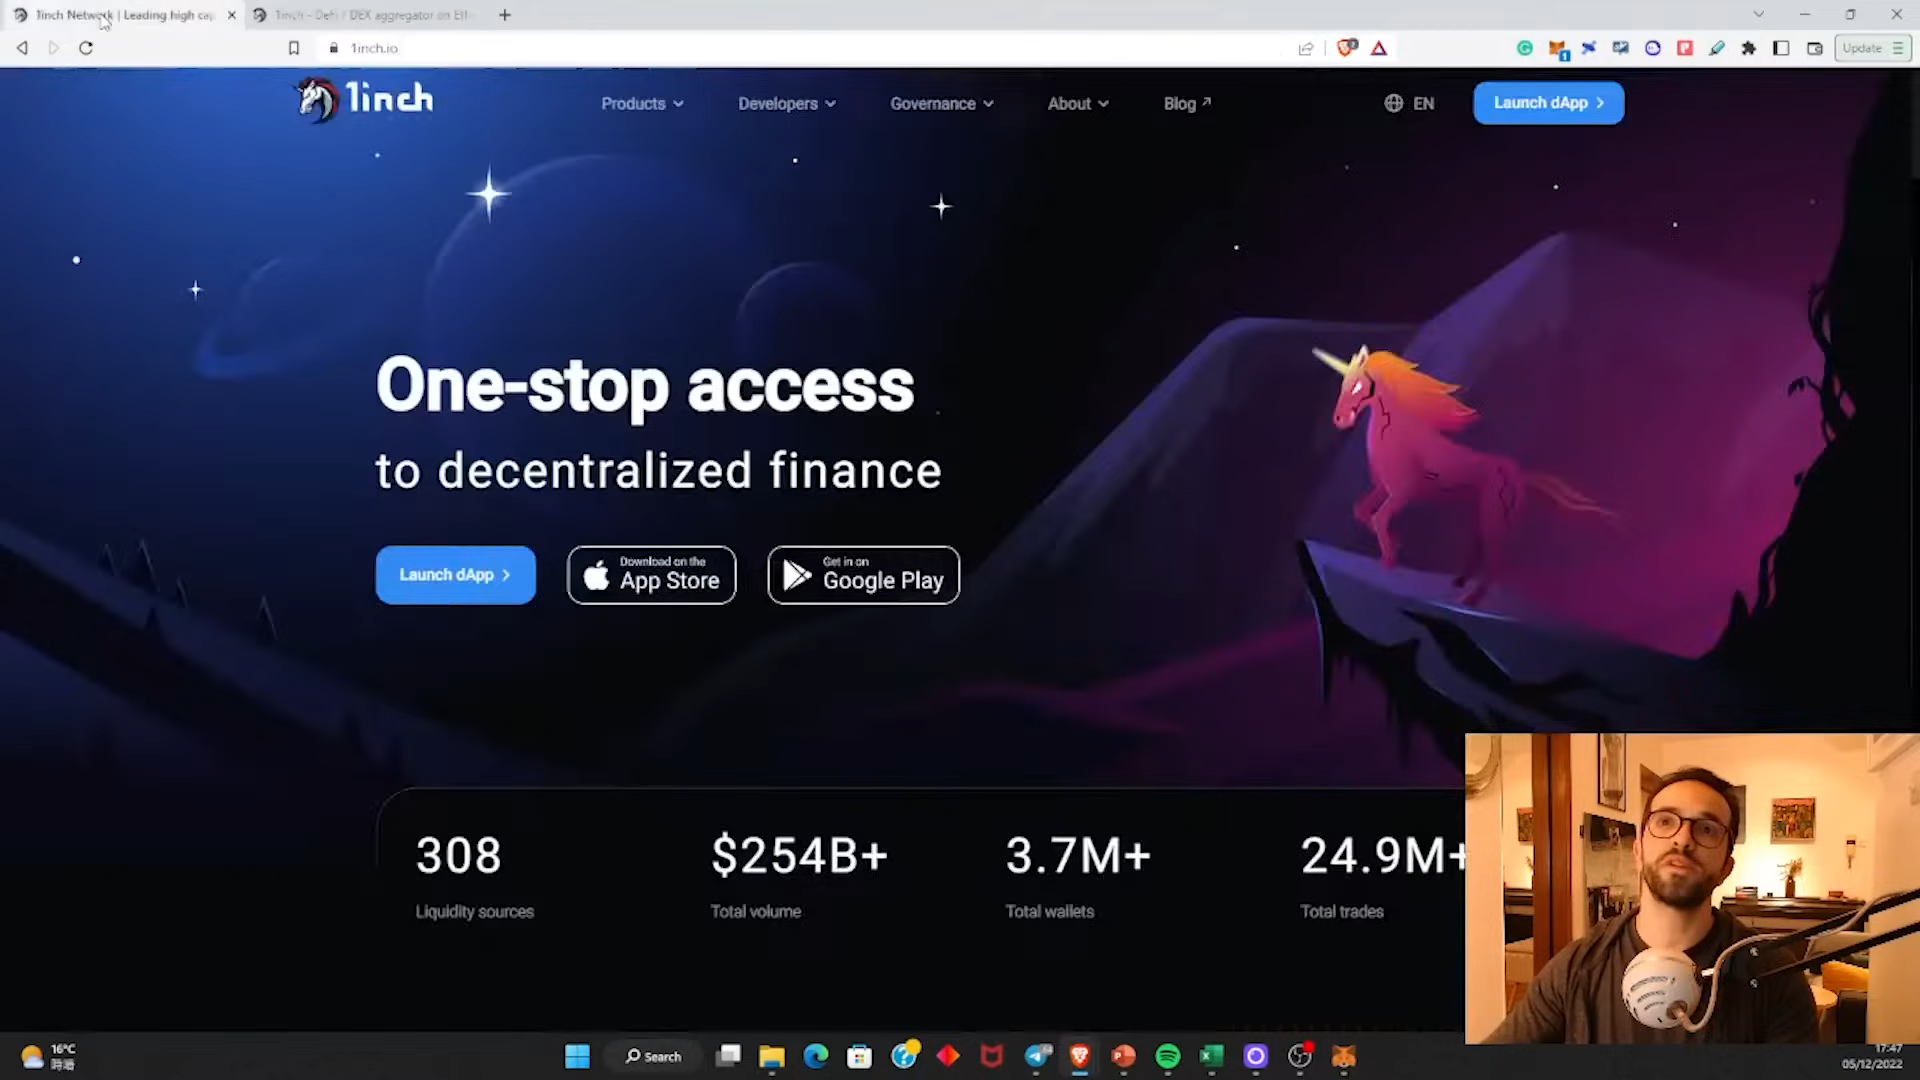 1inch Network | Leading high cap
1inch - DeFi / DEX aggregator on Eth
1inch.io
Update
1inch
Products
Developers
Governance
About
Blog
EN
Launch dApp
One-stop access
to decentralized finance
Launch dApp
Download on the
App Store
Get in on
Google Play
308
$254B+
3.7M+
24.9M+
Liquidity sources
Total volume
Total wallets
Total trades
16°C
Search
17:47
05/12/2022